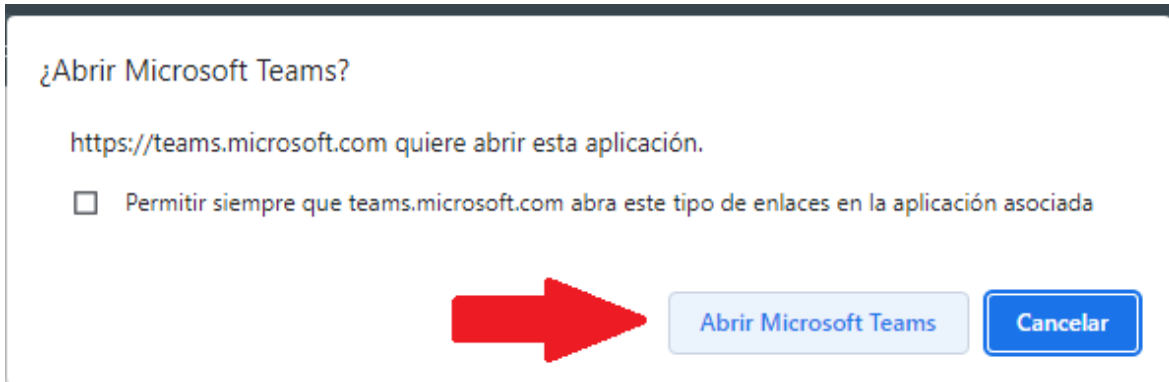 ¿Abrir Microsoft Teams?
https://teams.microsoft.com quiere abrir esta aplicación.
Permitir siempre que teams.microsoft.com abra este tipo de enlaces en la aplicación asociada
Abrir Microsoft Teams Cancelar